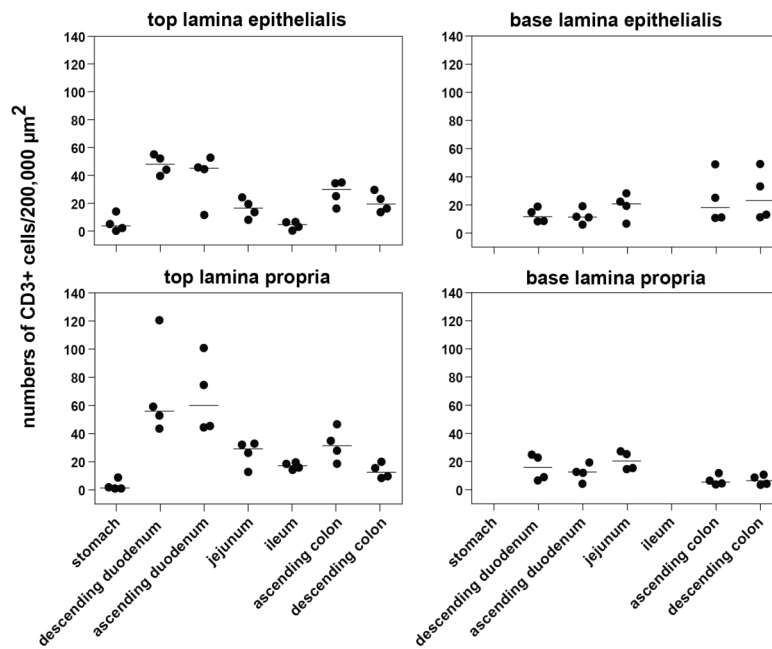 top lamina epithelialis
base lamina epithelialis
140
120
100
80
60
40
20
0
140
120
100
80
60
40
20
0
numbers of CD3+ cells/200,000 µm²
top lamina propria
base lamina propria
140
120
100
80
60
40
20
0
140
120
100
80
60
40
20
0
stomach
descending duodenum
ascending duodenum
jejunum
ileum
ascending colon
descending colon
stomach
descending duodenum
ascending duodenum
jejunum
ileum
ascending colon
descending colon